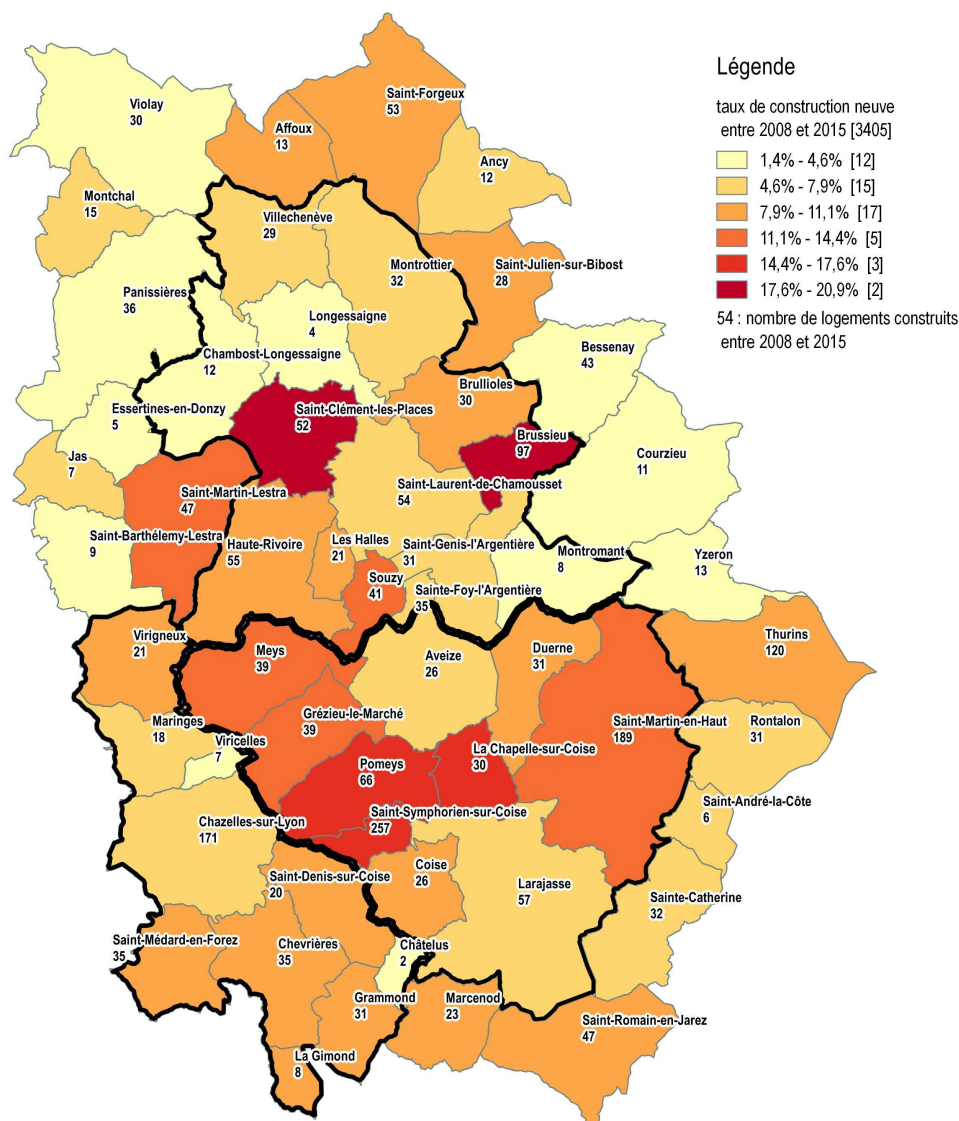 Légende
taux de construction neuve
entre 2008 et 2015 [3405]
1,4% - 4,6% [12]
4,6% - 7,9% [15]
7,9% - 11,1% [17]
11,1% - 14,4% [5]
14,4% - 17,6% [3]
17,6% - 20,9% [2]
54 : nombre de logements construits
entre 2008 et 2015
Violay
30
Affoux
13
Saint-Forgeux
53
Ancy
12
Montchal
15
Villechenève
29
Montrottier
32
Saint-Julien-sur-Bibost
28
Panissières
36
Longessaigne
4
Chambost-Longessaigne
12
Bessenay
43
Brullioles
30
Essertines-en-Donzy
5
Saint-Clément-les-Places
52
Brussieu
97
Courzieu
11
Jas
7
Saint-Martin-Lestra
47
Saint-Laurent-de-Chamousset
54
Saint-Barthélemy-Lestra
9
Haute-Rivoire
55
Les Halles
21
Saint-Genis-l'Argentière
31
Montromant
8
Yzeron
13
Souzy
41
Sainte-Foy-l'Argentière
35
Virigneux
21
Meys
39
Aveize
26
Duerne
31
Thurins
120
Maringes
18
Viricelles
7
Grézieu-le-Marché
39
Saint-Martin-en-Haut
189
Rontalon
31
La Chapelle-sur-Coise
30
Pomeys
66
Saint-Symphorien-sur-Coise
257
Saint-André-la-Côte
6
Chazelles-sur-Lyon
171
Saint-Denis-sur-Coise
20
Coise
26
Larajasse
57
Sainte-Catherine
32
Saint-Médard-en-Forez
35
Chevrières
35
Châtelus
2
Grammond
31
Marcenod
23
Saint-Romain-en-Jarez
47
La Gimond
8